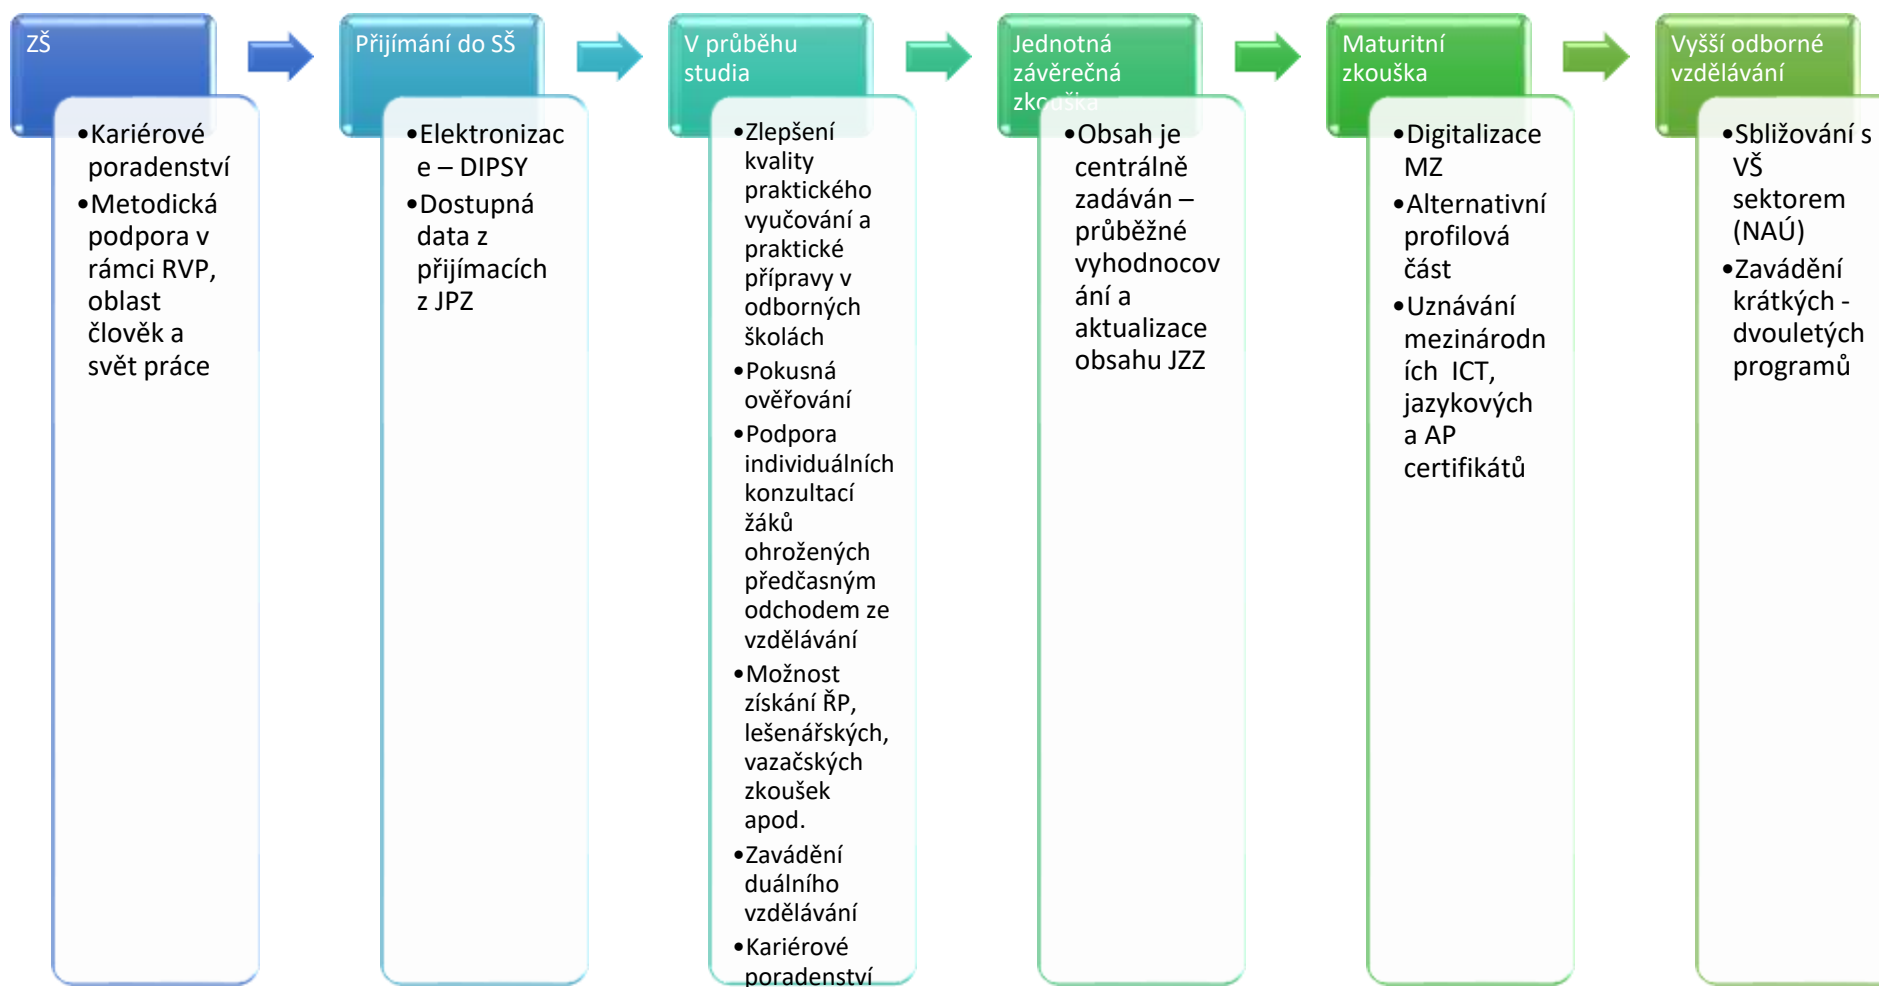 ZŠ
•Kariérové
poradenství
•Metodická
podpora v
rámci RVP,
oblast
člověk a
svět práce
Přijímání do SŠ
•Elektronizac
e – DIPSY
•Dostupná
data z
přijímacích
z JPZ
V průběhu
studia
•Zlepšení
kvality
praktického
vyučování a
praktické
přípravy v
odborných
školách
•Pokusná
ověřování
•Podpora
individuálních
konzultací
žáků
ohrožených
předčasným
odchodem ze
vzdělávání
•Možnost
získání ŘP,
lešenářských,
vazačských
zkoušek
apod.
•Zavádění
duálního
vzdělávání
•Kariérové
poradenství
Jednotná
závěrečná
zkouška
•Obsah je
centrálně
zadáván –
průběžné
vyhodnocov
ání a
aktualizace
obsahu JZZ
Maturitní
zkouška
•Digitalizace
MZ
•Alternativní
profilová
část
•Uznávání
mezinárodn
ích ICT,
jazykových
a AP
certifikátů
Vyšší odborné
vzdělávání
•Sbližování s
VŠ
sektorem
(NAÚ)
•Zavádění
krátkých -
dvouletých
programů